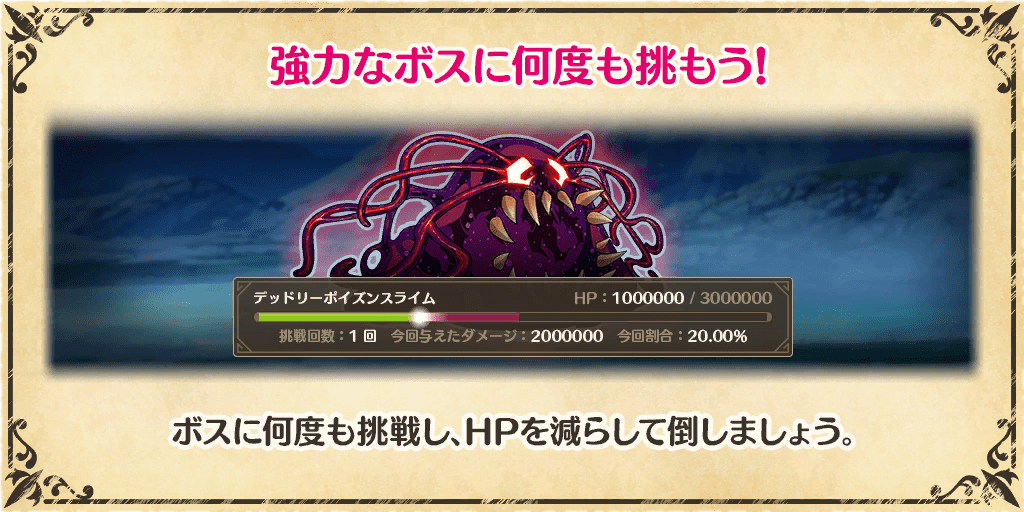 強力なボスに何度も挑もう!
デッドリーポイズンスライム HP:1000000 / 3000000
挑戦回数:1 回 今回与えたダメージ:2000000 今回割合:20.00%
ボスに何度も挑戦し、HPを減らして倒しましょう。